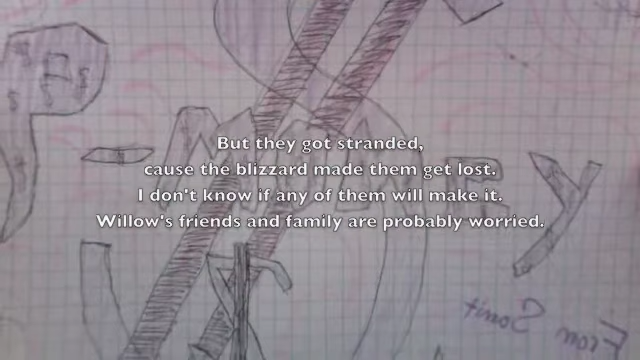 But they got stranded,
cause the blizzard made them get lost.
I don't know if any of them will make it.
Willow's friends and family are probably worried.
From